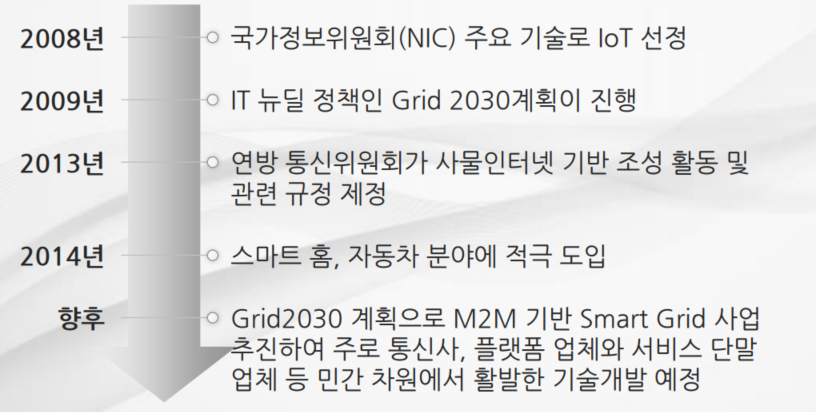 2008년 국가정보위원회(NIC) 주요 기술로 IoT 선정
2009년 IT 뉴딜 정책인 Grid 2030계획이 진행
2013년 연방 통신위원회가 사물인터넷 기반 조성 활동 및
관련 규정 제정
2014년 스마트 홈, 자동차 분야에 적극 도입
향후 Grid2030 계획으로 M2M 기반 Smart Grid 사업
추진하여 주로 통신사, 플랫폼 업체와 서비스 단말
업체 등 민간 차원에서 활발한 기술개발 예정